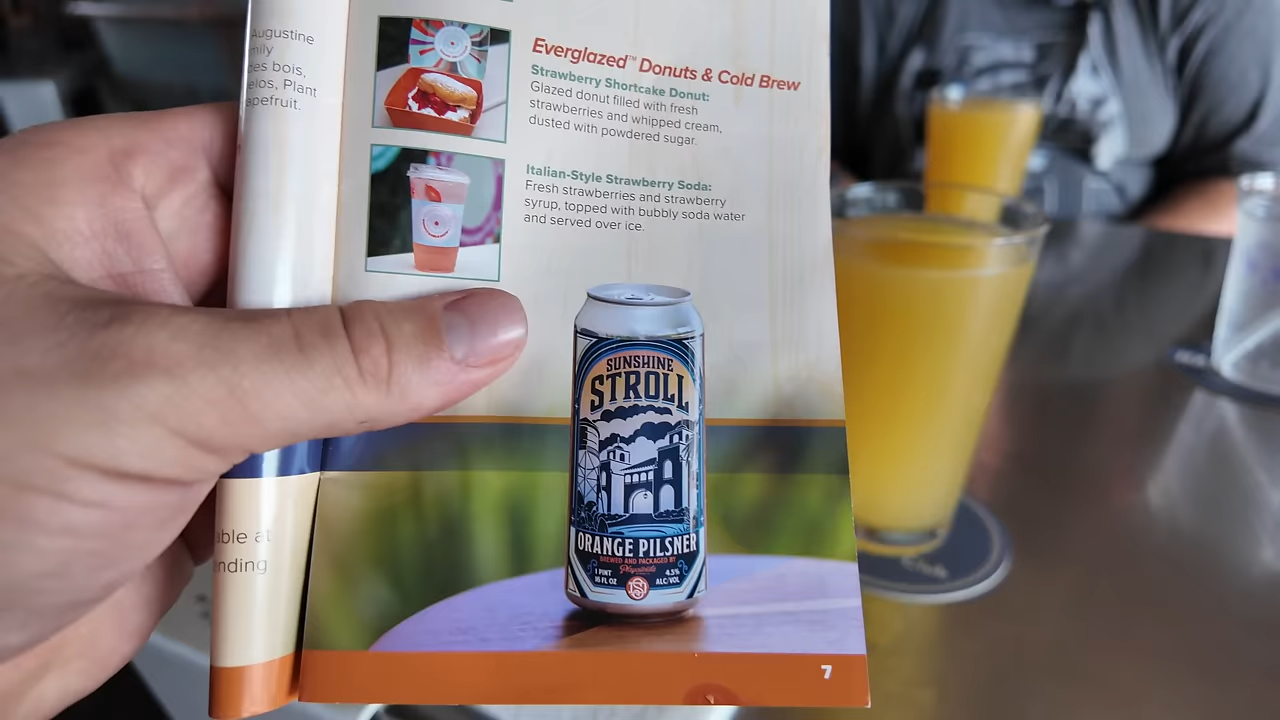 Augustine
mily
es bois,
elos, Plant
apefruit.
able at
nding
Everglazed™ Donuts & Cold Brew
Strawberry Shortcake Donut:
Glazed donut filled with fresh
strawberries and whipped cream,
dusted with powdered sugar.
Italian-Style Strawberry Soda:
Fresh strawberries and strawberry
syrup, topped with bubbly soda water
and served over ice.
SUNSHINE
STROLL
ORANGE PILSNER
BREWED AND PACKAGED BY
Playalinda
1 PINT
16 FL OZ
4.5%
ALC/VOL
7